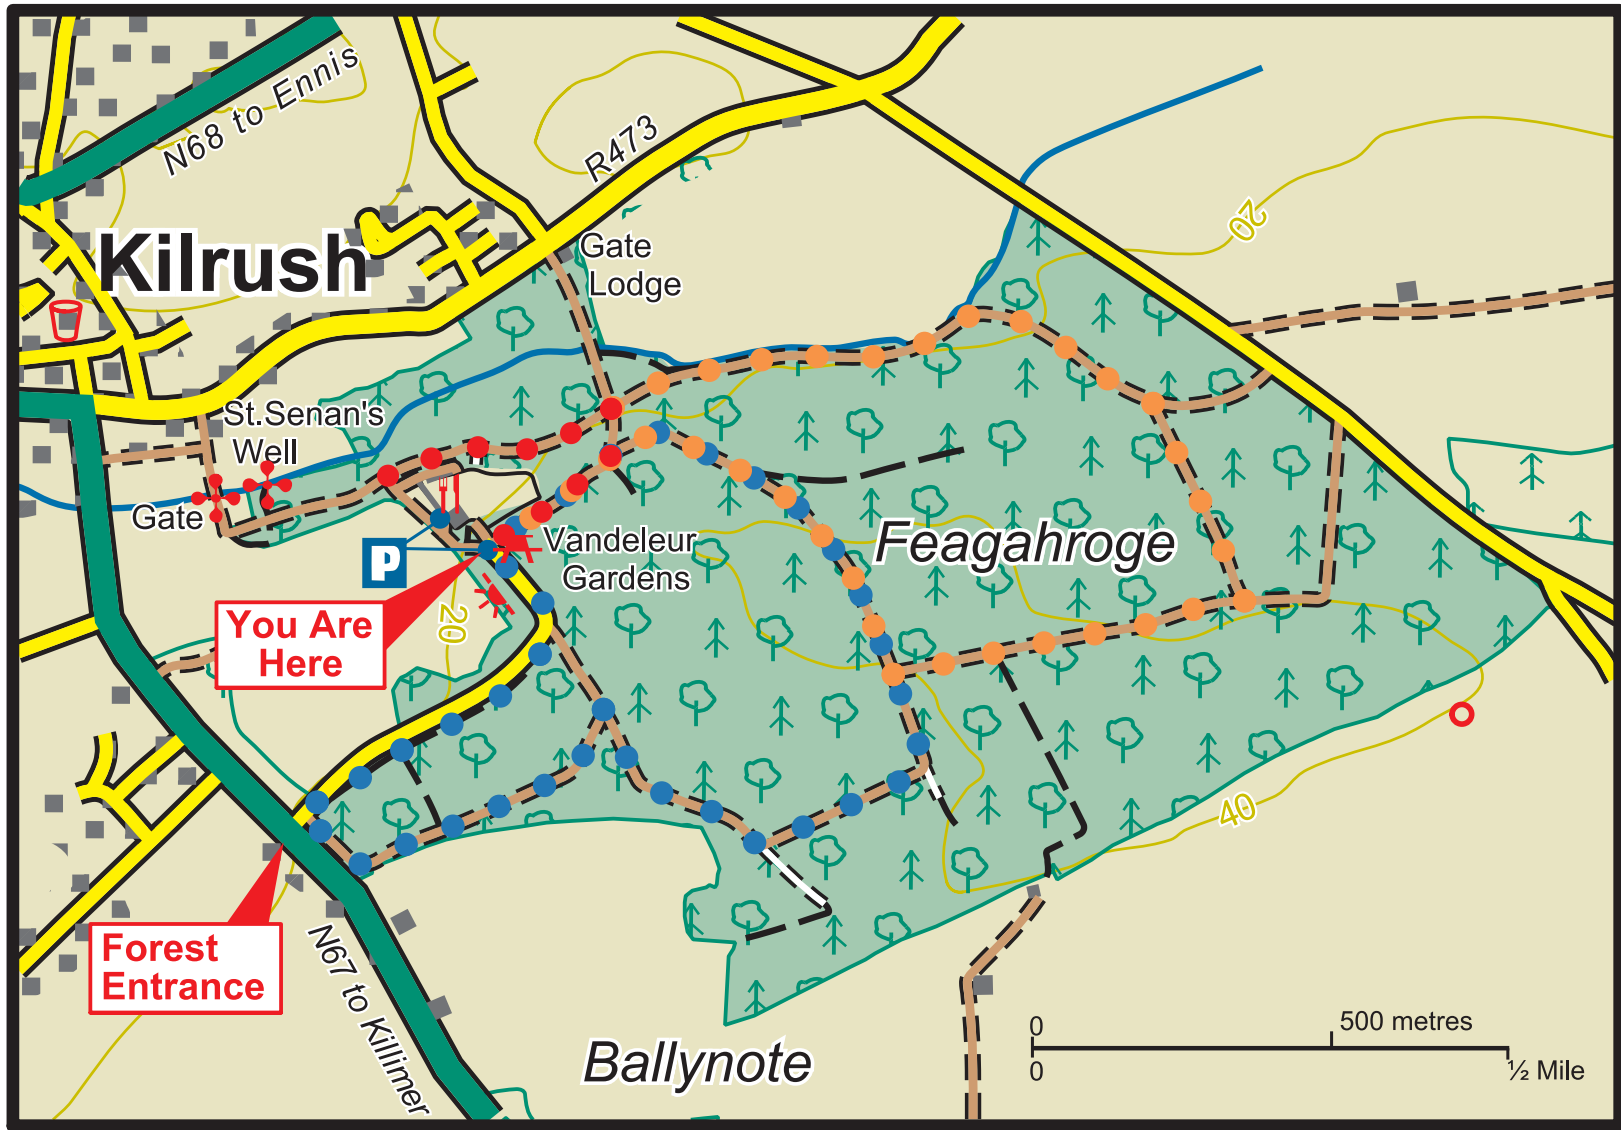 N68 to Ennis
R473
Kilrush
20
Gate
Lodge
St.Senan's
Well
Gate
P
Vandeleur
Gardens
Feagahroge
You Are
Here
20
40
Forest
Entrance
N67 to Killimer
Ballynote
0
500 metres
0
½ Mile